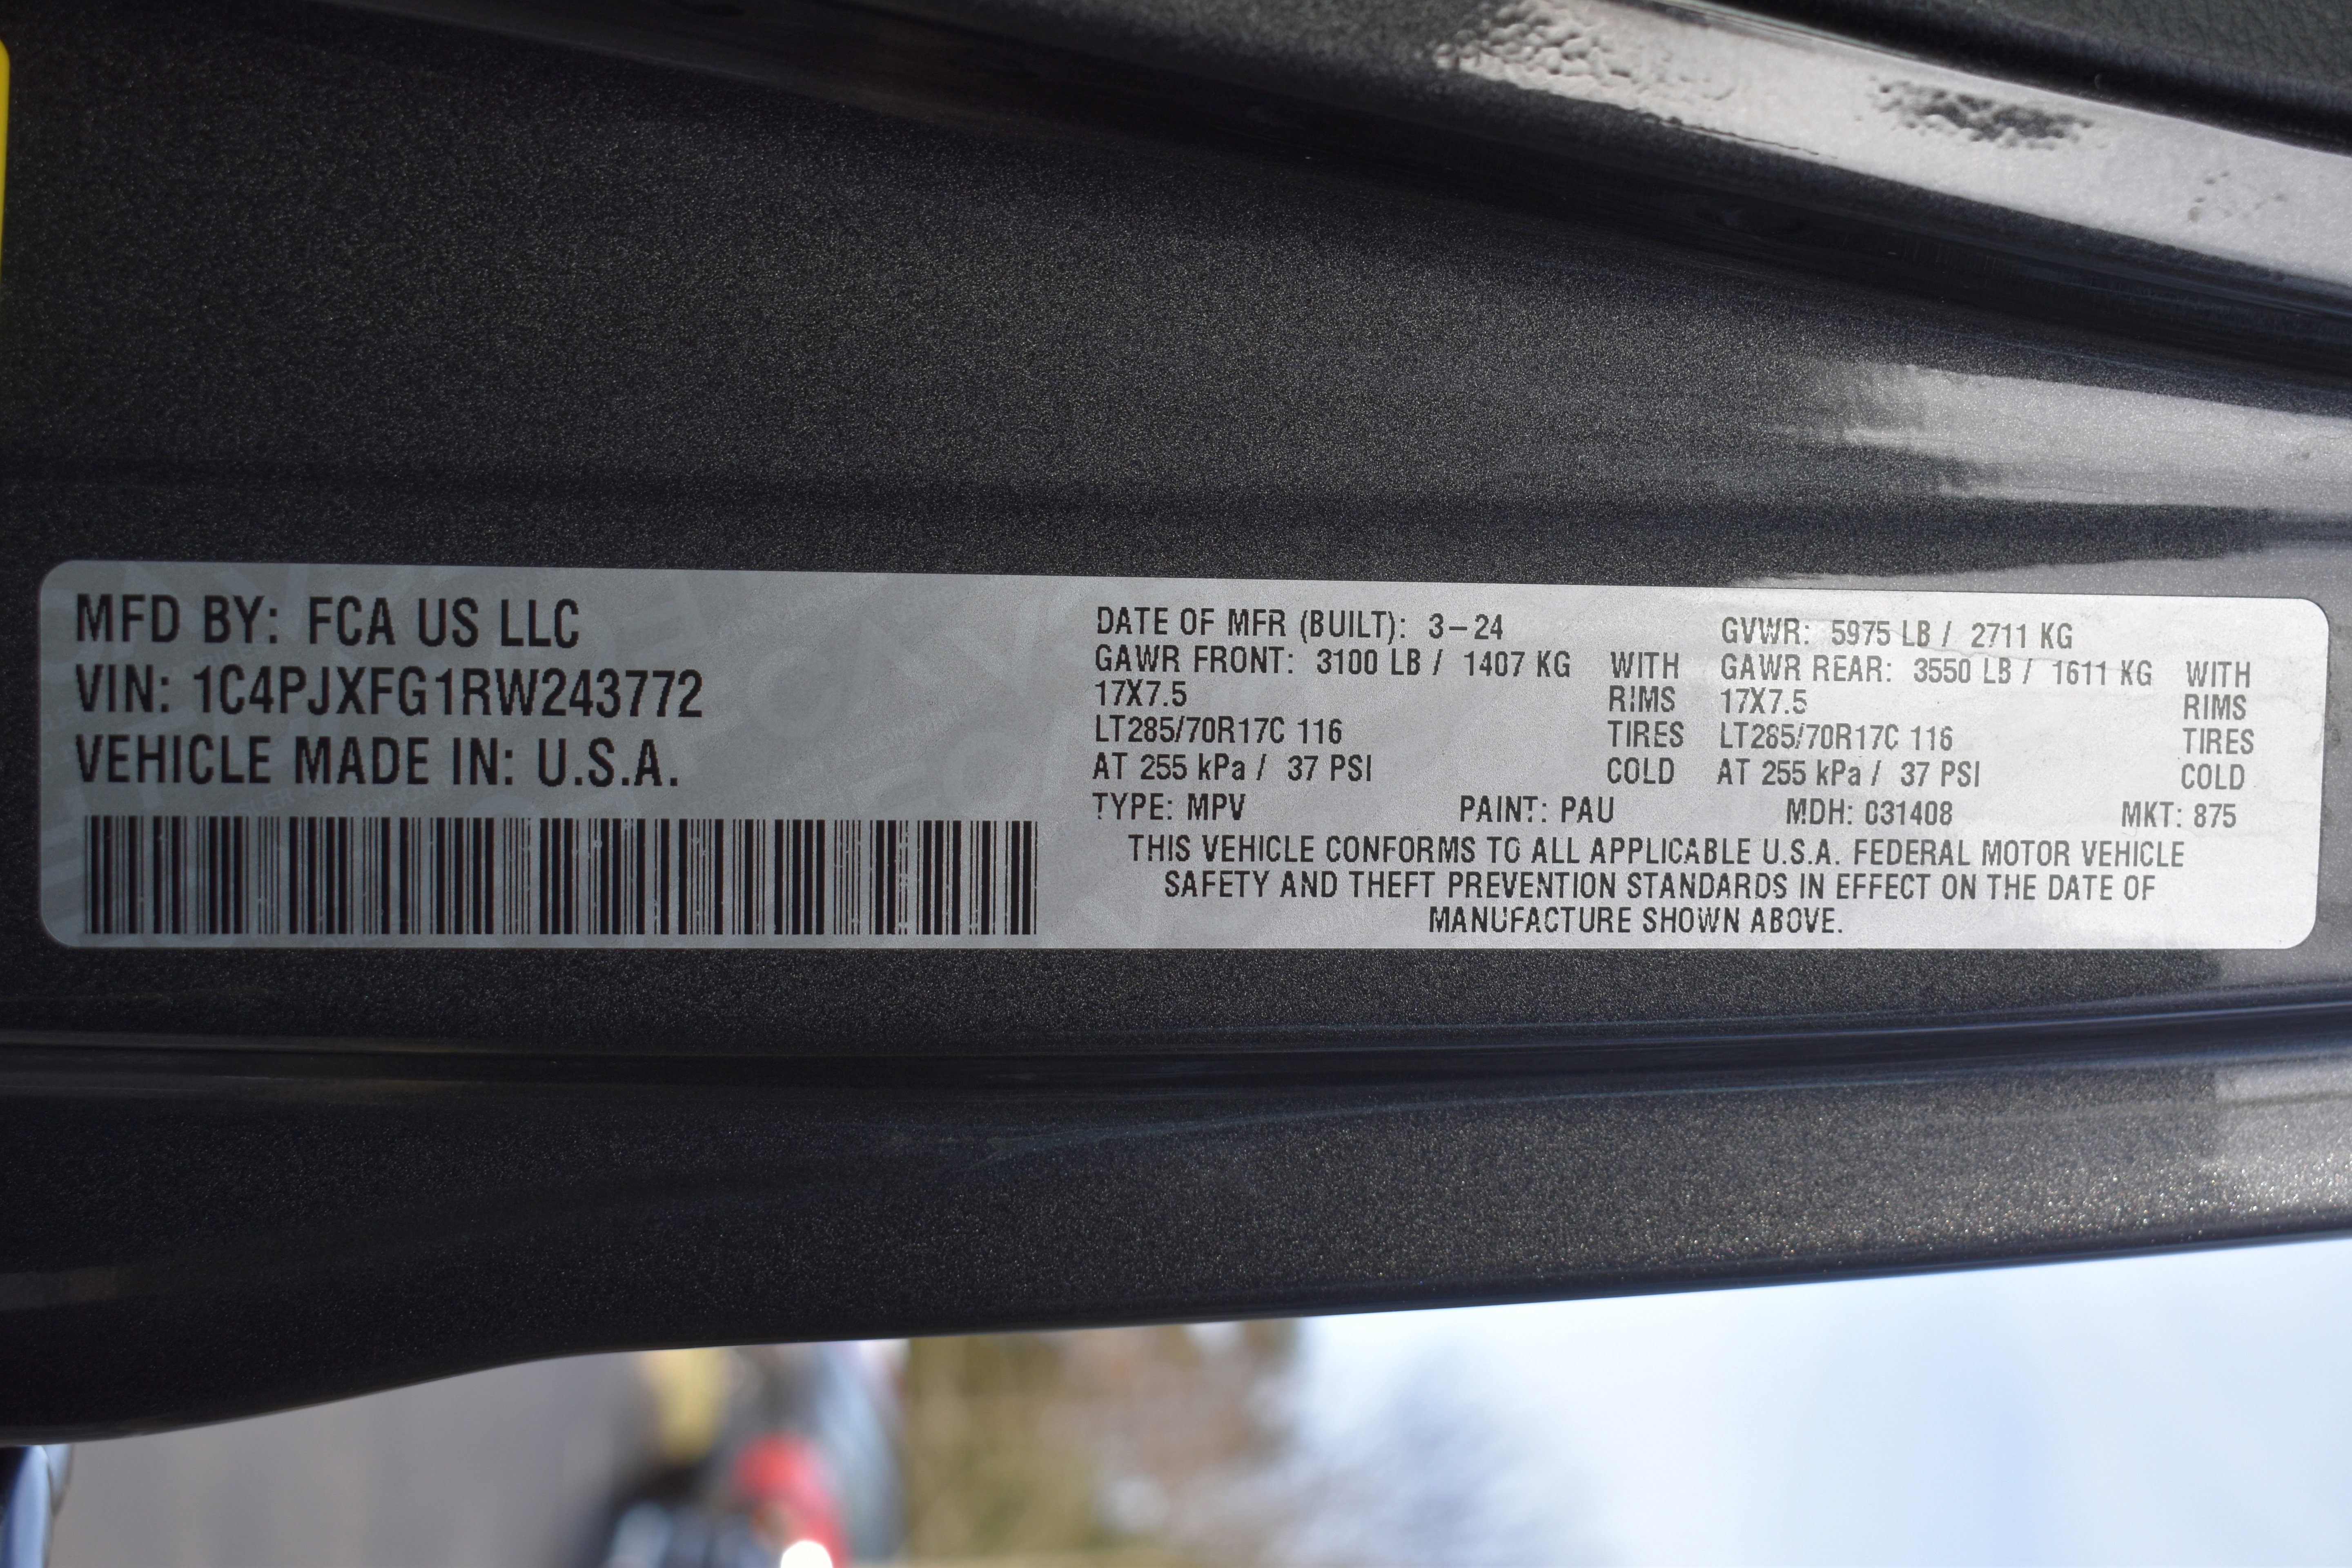 MFD BY: FCA US LLC
VIN: 1C4PJXFG1RW243772
VEHICLE MADE IN: U.S.A.
DATE OF MFR (BUILT): 3-24 GVWR: 5975 LB / 2711 KG
GAWR FRONT: 3100 LB / 1407 KG WITH GAWR REAR: 3550 LB / 1611 KG WITH
17X7.5 RIMS 17X7.5 RIMS
LT285/70R17C 116 TIRES LT285/70R17C 116 TIRES
AT 255 kPa / 37 PSI COLD AT 255 kPa / 37 PSI COLD
TYPE: MPV PAINT: PAU MDH: 031408 MKT: 875
THIS VEHICLE CONFORMS TO ALL APPLICABLE U.S.A. FEDERAL MOTOR VEHICLE
SAFETY AND THEFT PREVENTION STANDARDS IN EFFECT ON THE DATE OF
MANUFACTURE SHOWN ABOVE.